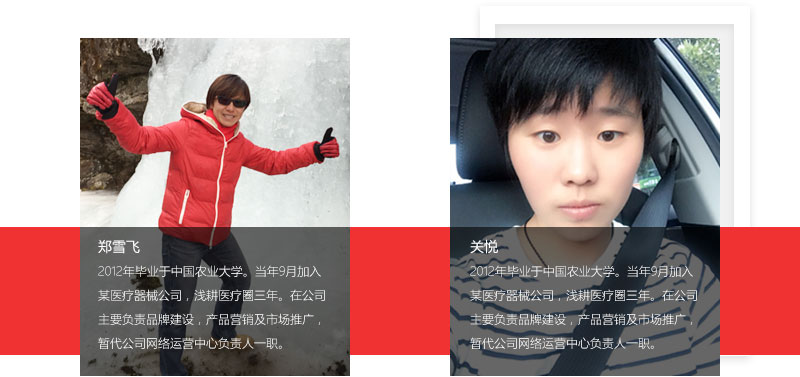 郑雪飞
2012年毕业于中国农业大学。当年9月加入
某医疗器械公司，浅耕医疗圈三年。在公司
主要负责品牌建设，产品营销及市场推广，
暂代公司网络运营中心负责人一职。
关悦
2012年毕业于中国农业大学。当年9月加入
某医疗器械公司，浅耕医疗圈三年。在公司
主要负责品牌建设，产品营销及市场推广，
暂代公司网络运营中心负责人一职。